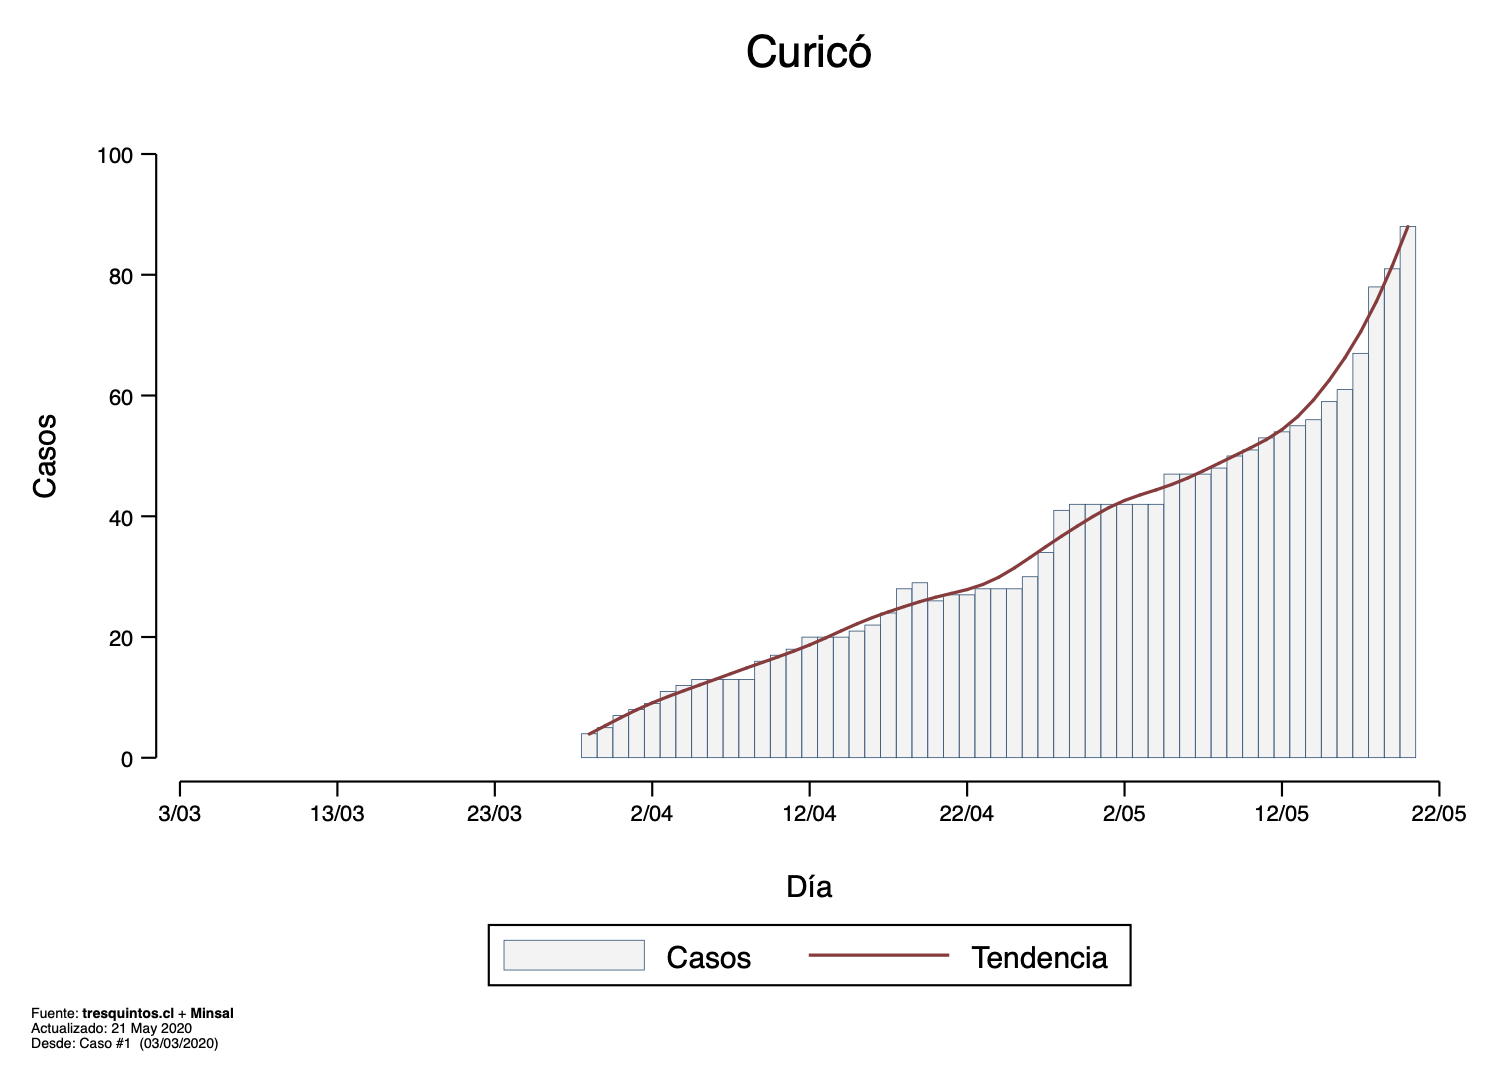 Curicó
100
80
60
40
20
0
Casos
3/03 13/03 23/03 2/04 12/04 22/04 2/05 12/05 22/05
Día
Casos Tendencia
Fuente: tresquintos.cl + Minsal
Actualizado: 21 May 2020
Desde: Caso #1 (03/03/2020)